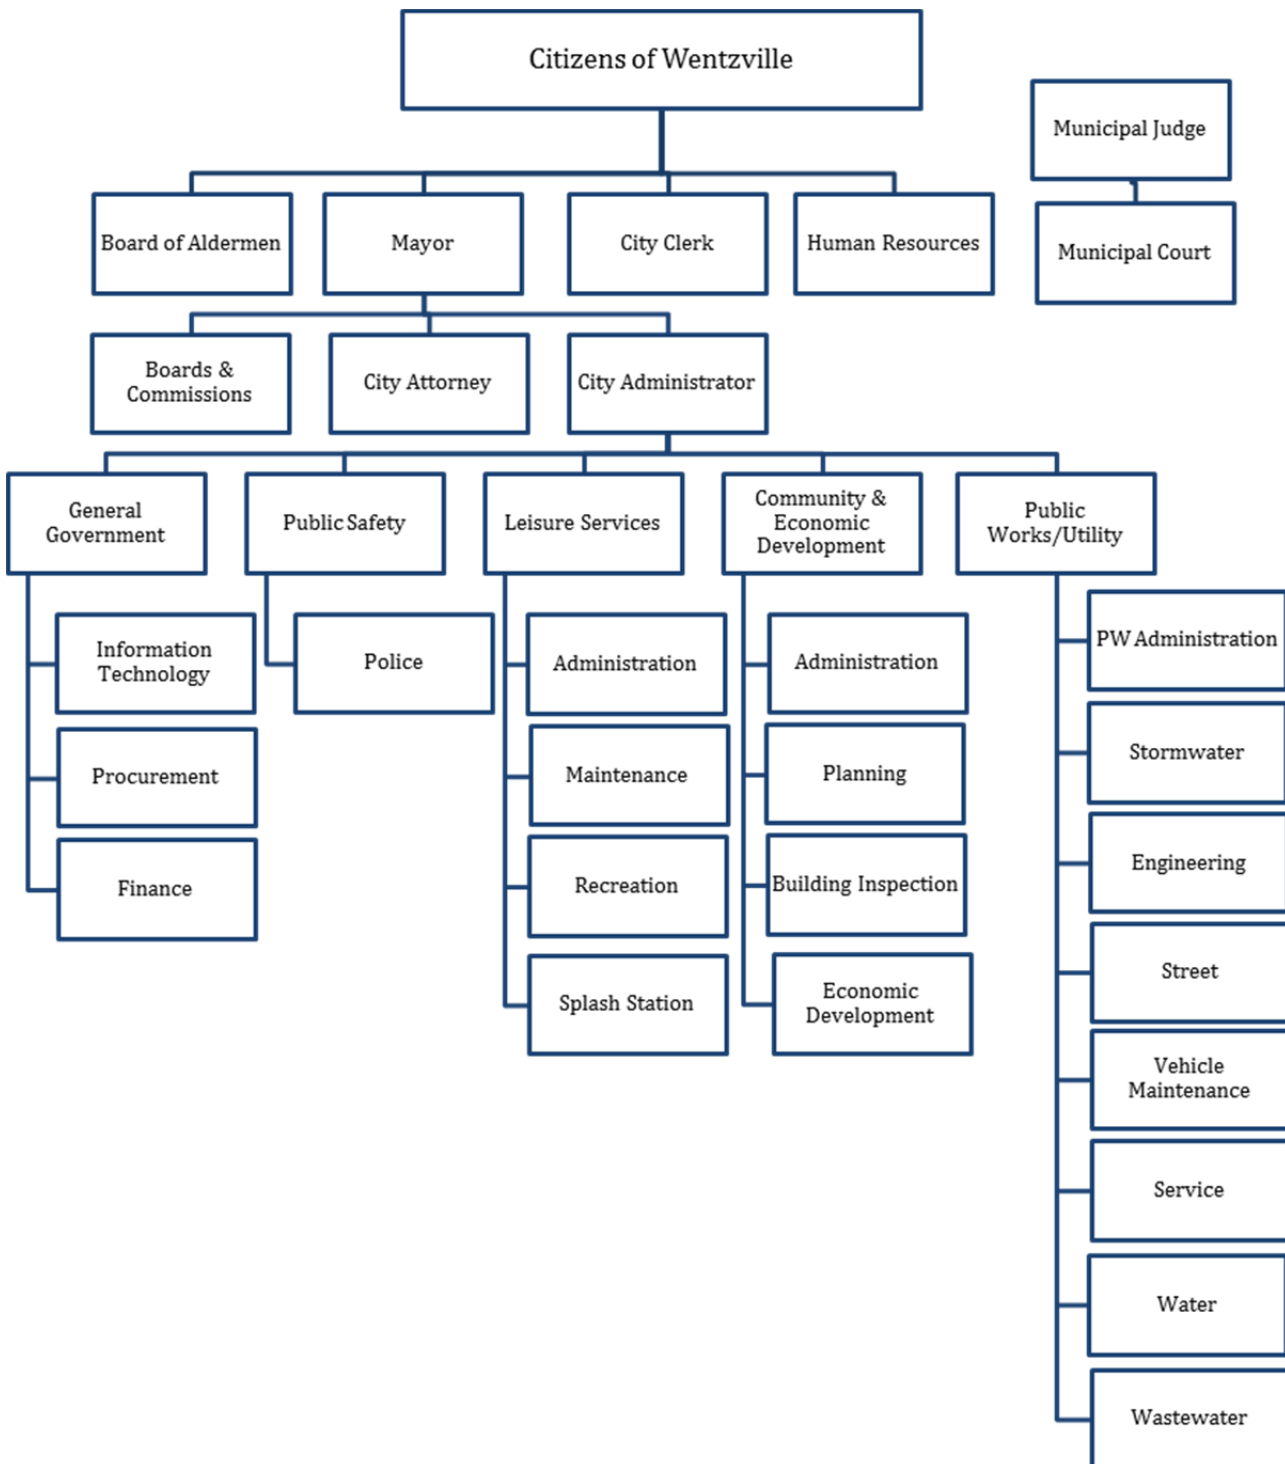 Citizens of Wentzville
Municipal Judge
Municipal Court
Board of Aldermen
Mayor
City Clerk
Human Resources
Boards &
Commissions
City Attorney
City Administrator
General
Government
Public Safety
Leisure Services
Community &
Economic
Development
Public
Works/Utility
Information
Technology
Procurement
Finance
Police
Administration
Maintenance
Recreation
Splash Station
Administration
Planning
Building Inspection
Economic
Development
PW Administration
Stormwater
Engineering
Street
Vehicle
Maintenance
Service
Water
Wastewater